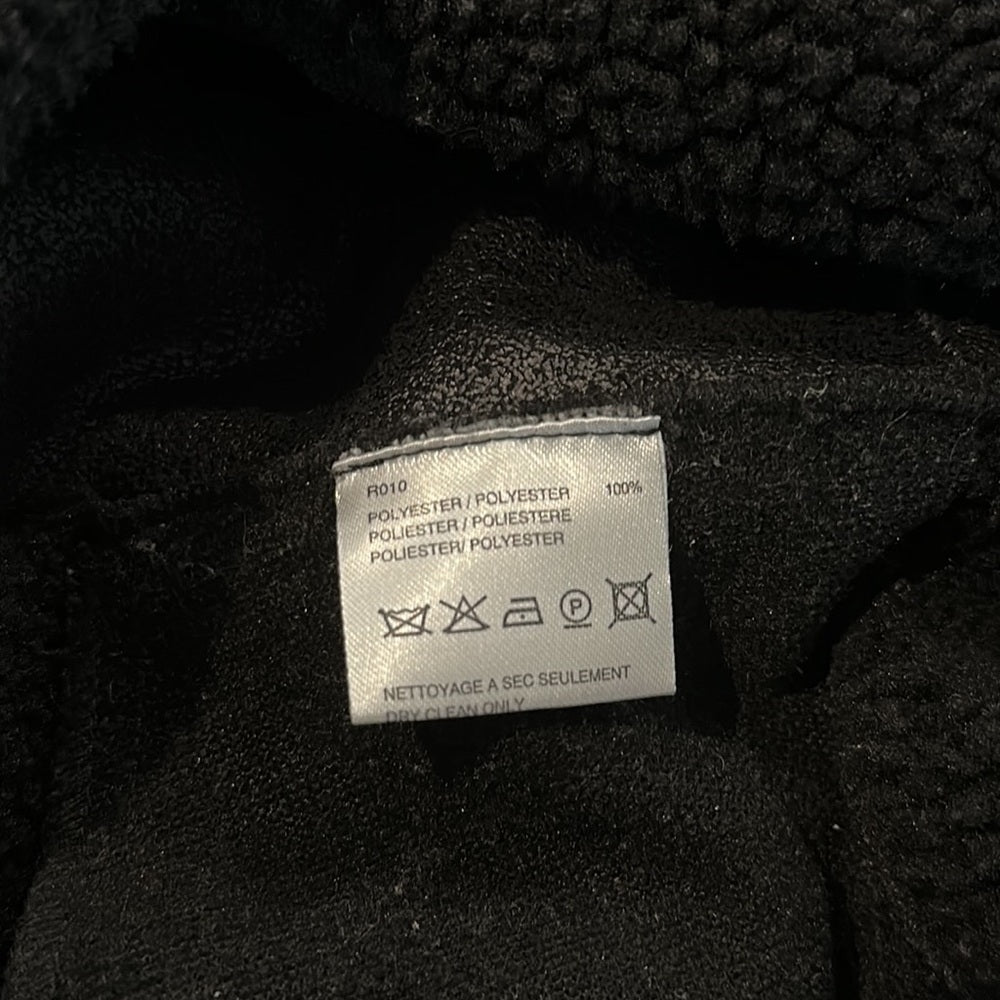 R010
POLYESTER / POLYESTER 100%
POLIESTER / POLIESTERE
POLIESTER/ POLYESTER
P
NETTOYAGE A SEC SEULEMENT
DRY CLEAN ONLY